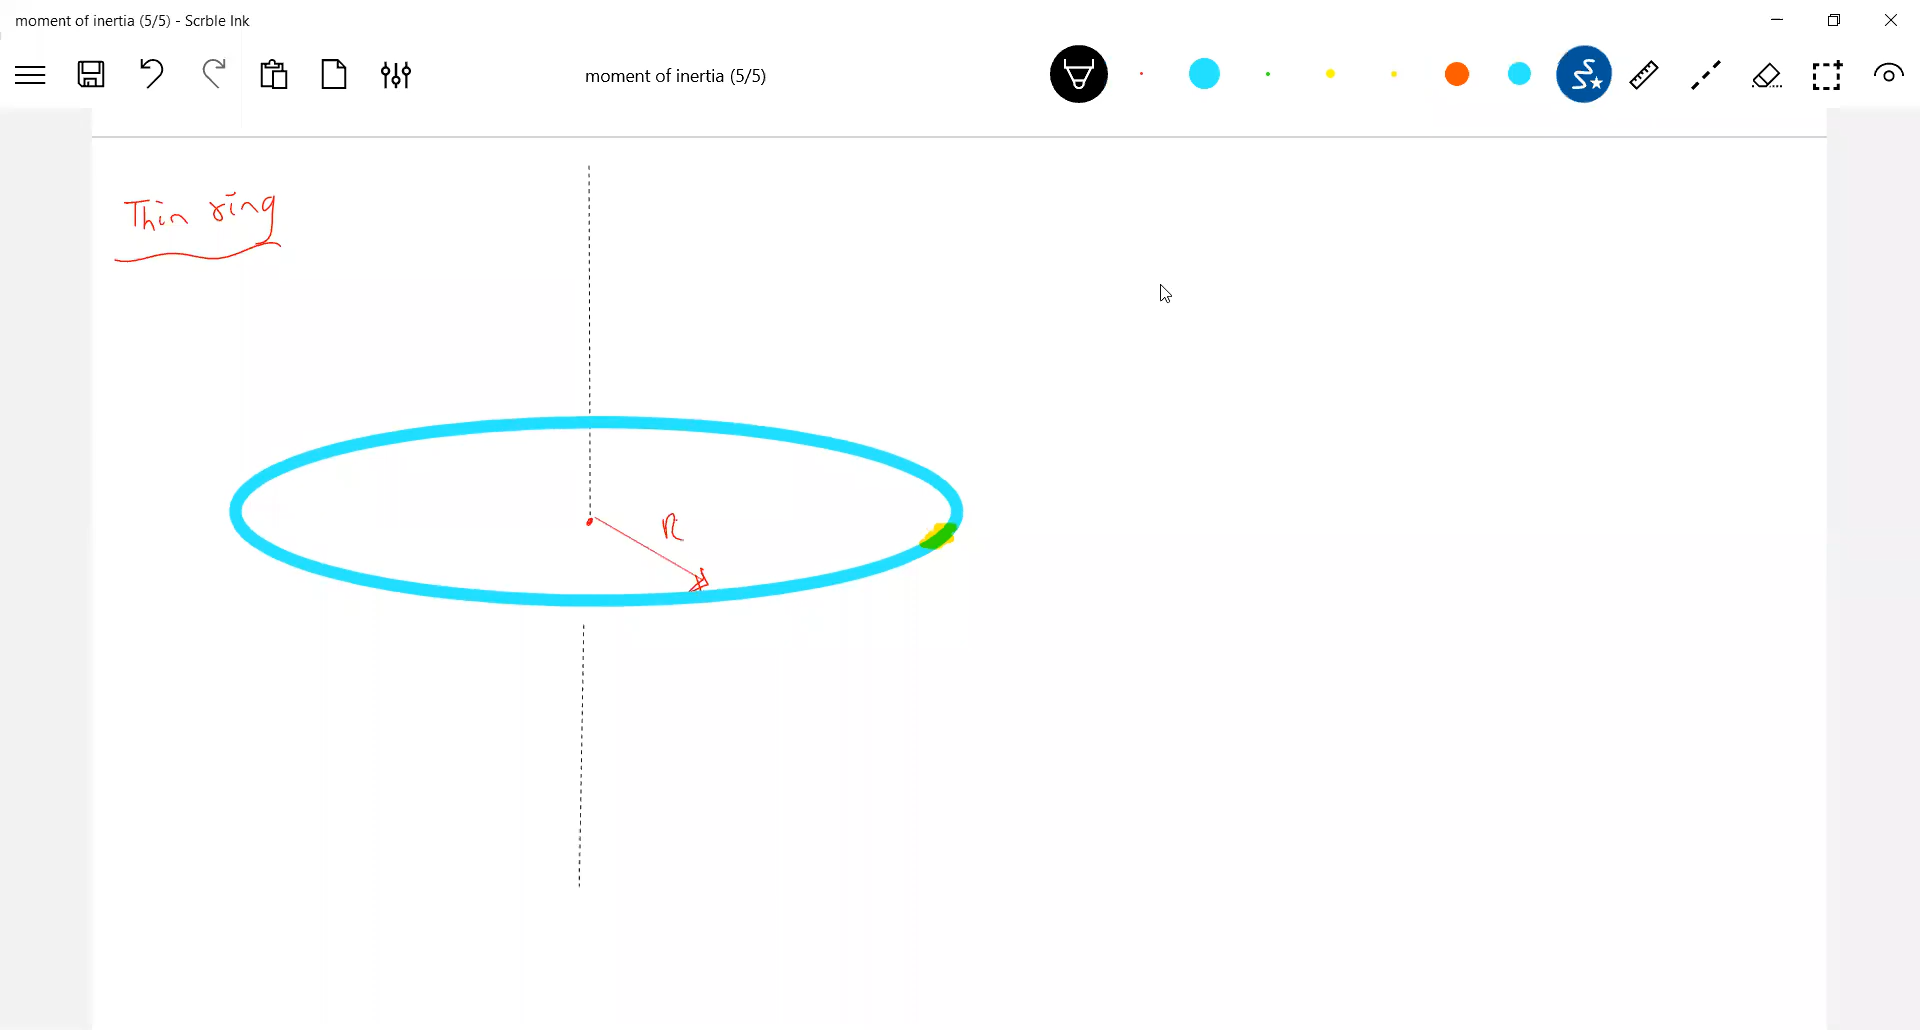 moment of inertia (5/5) - Scrble Ink
moment of inertia (5/5)
Thin ring
R